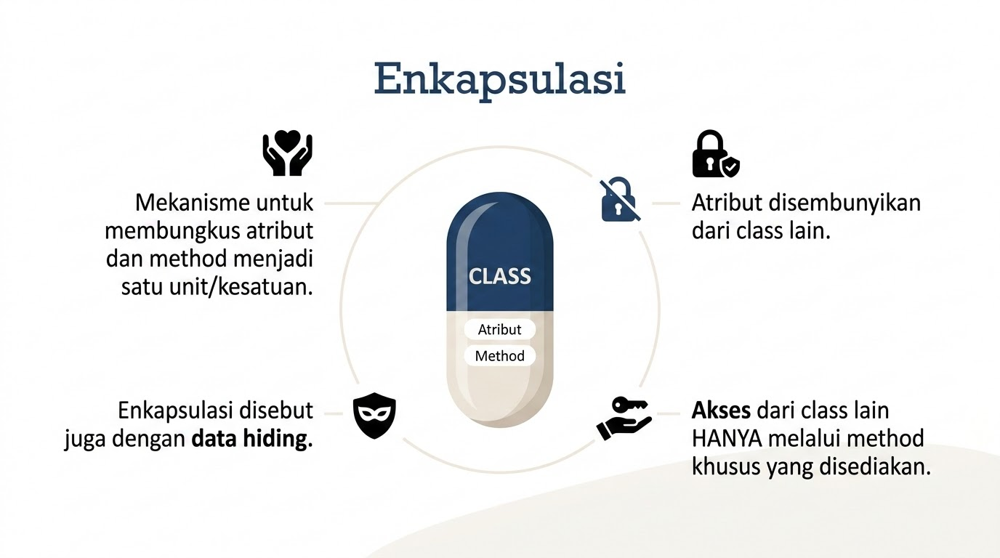 Enkapsulasi
Mekanisme untuk
membungkus atribut
dan method menjadi
satu unit/kesatuan.
Atribut disembunyikan
dari class lain.
CLASS
Atribut
Method
Enkapsulasi disebut
juga dengan data hiding.
Akses dari class lain
HANYA melalui method
khusus yang disediakan.